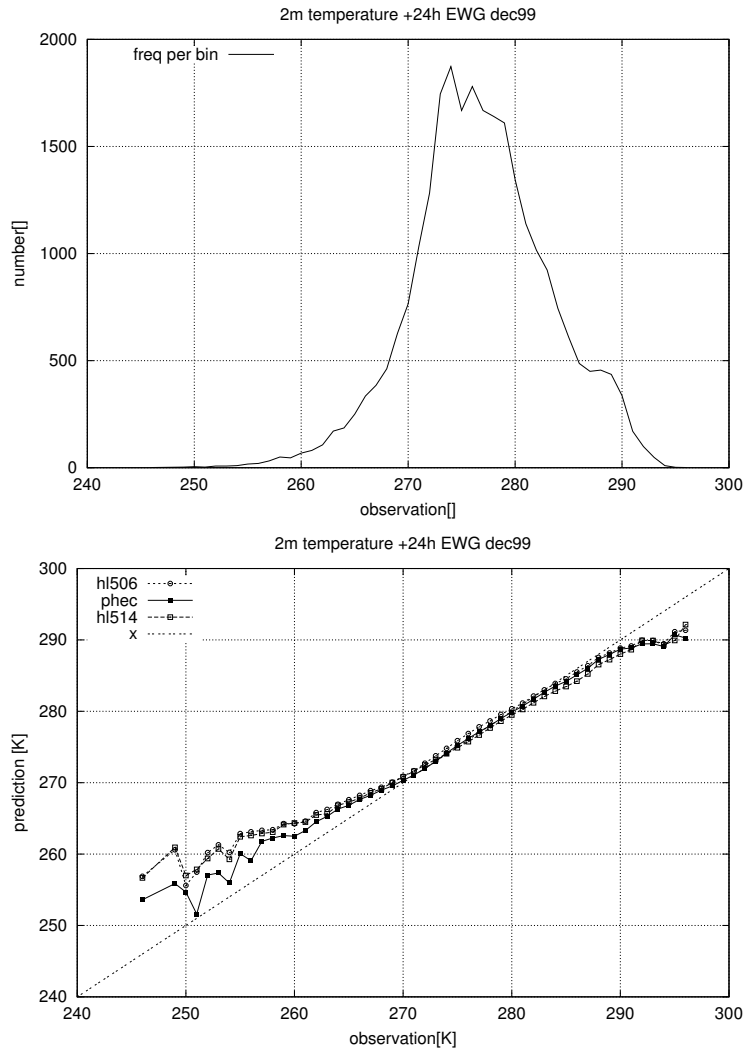 2m temperature +24h EWG dec99
2000
freq per bin
1500
number[]
1000
500
0
240 250 260 270 280 290 300
observation[]
2m temperature +24h EWG dec99
300
hl506
phec
hl514
x
290
280
prediction [K]
270
260
250
240
240 250 260 270 280 290 300
observation[K]